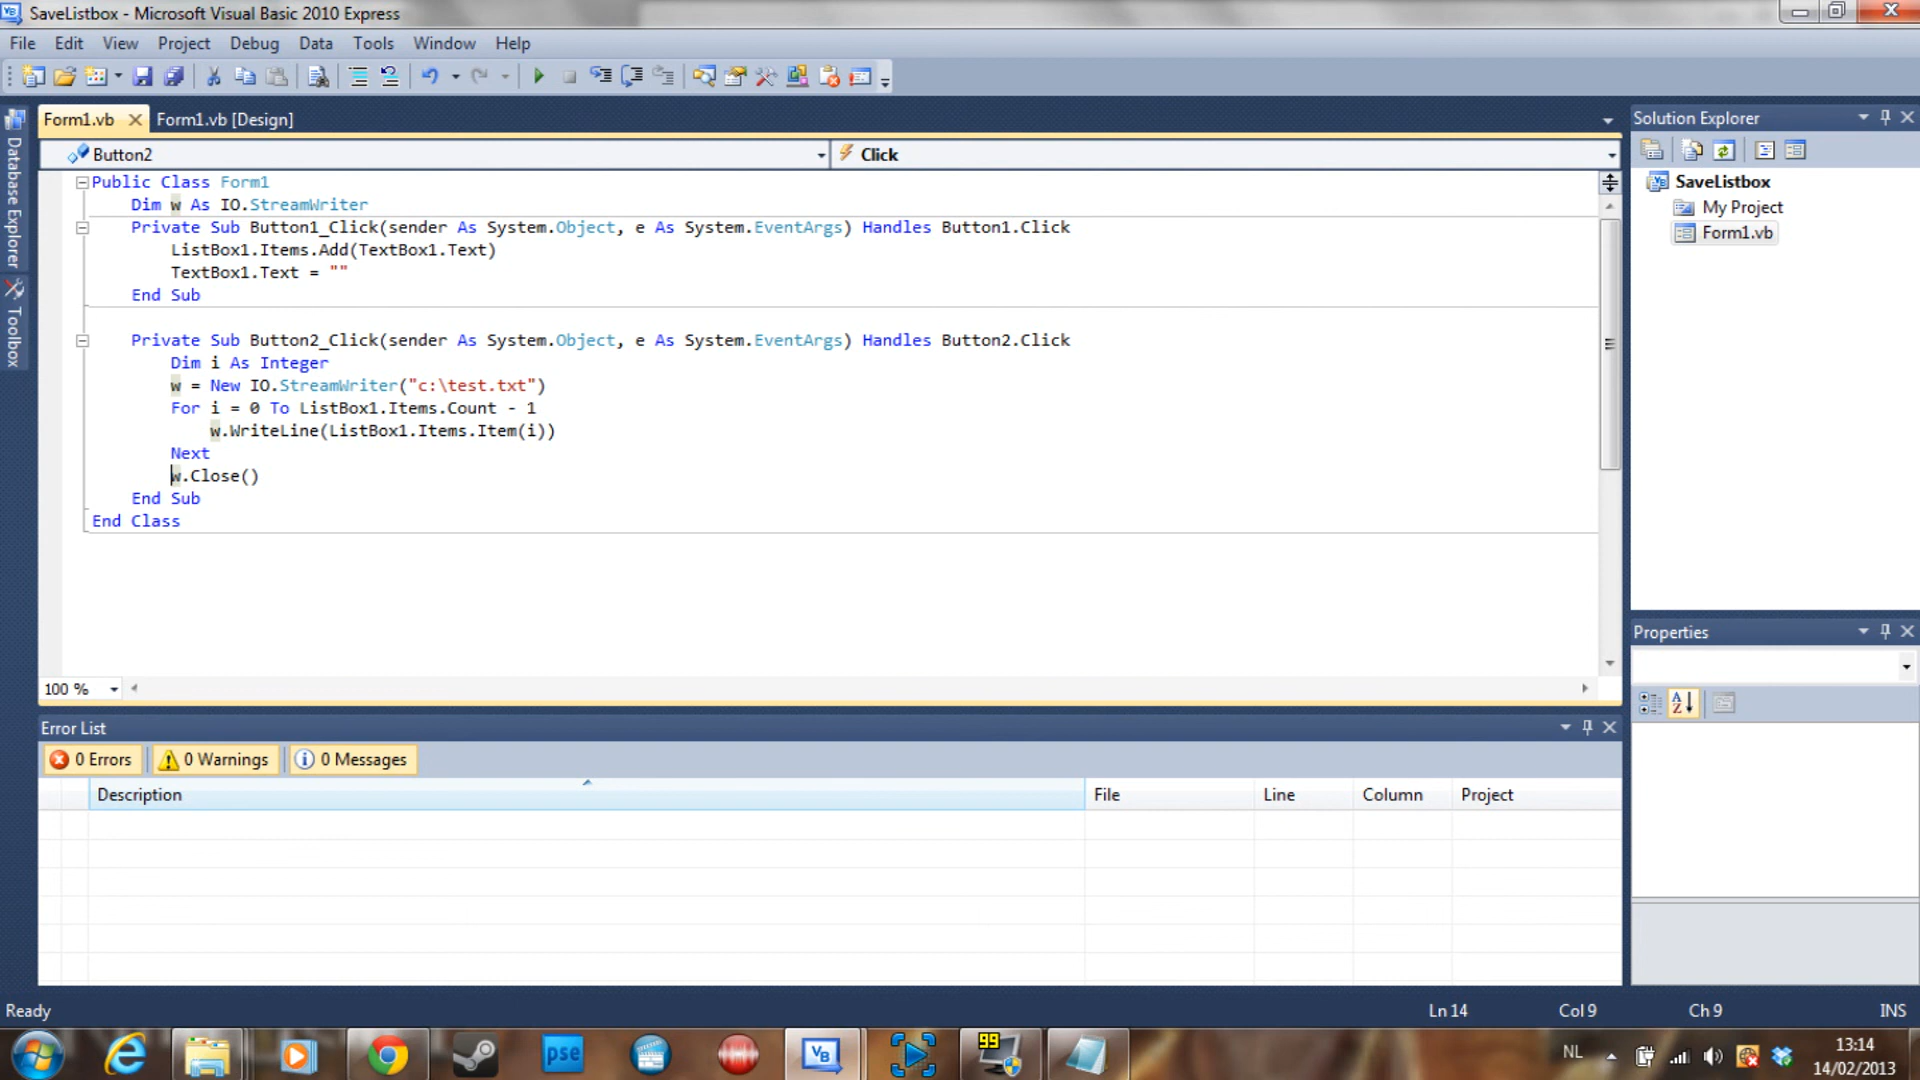 SaveListbox - Microsoft Visual Basic 2010 Express
File Edit View Project Debug Data Tools Window Help
Form1.vb Form1.vb [Design]
Button2 Click
Database Explorer
Toolbox
Public Class Form1
Dim w As IO.StreamWriter
Private Sub Button1_Click(sender As System.Object, e As System.EventArgs) Handles Button1.Click
ListBox1.Items.Add(TextBox1.Text)
TextBox1.Text = ""
End Sub
Private Sub Button2_Click(sender As System.Object, e As System.EventArgs) Handles Button2.Click
Dim i As Integer
w = New IO.StreamWriter("c:\test.txt")
For i = 0 To ListBox1.Items.Count - 1
w.WriteLine(ListBox1.Items.Item(i))
Next
w.Close()
End Sub
End Class
100 %
Solution Explorer
SaveListbox
My Project
Form1.vb
Properties
Error List
0 Errors 0 Warnings 0 Messages
Description File Line Column Project
Ready Ln 14 Col 9 Ch 9 INS
pse VB 99 NL 13:14
14/02/2013